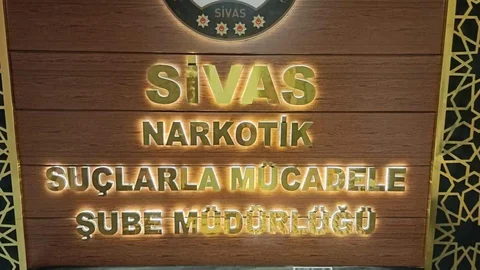 SİVAS
SİVAS
NARKOTİK
SUÇLARLA MÜCADELE
ŞUBE MÜDÜRLÜĞÜ